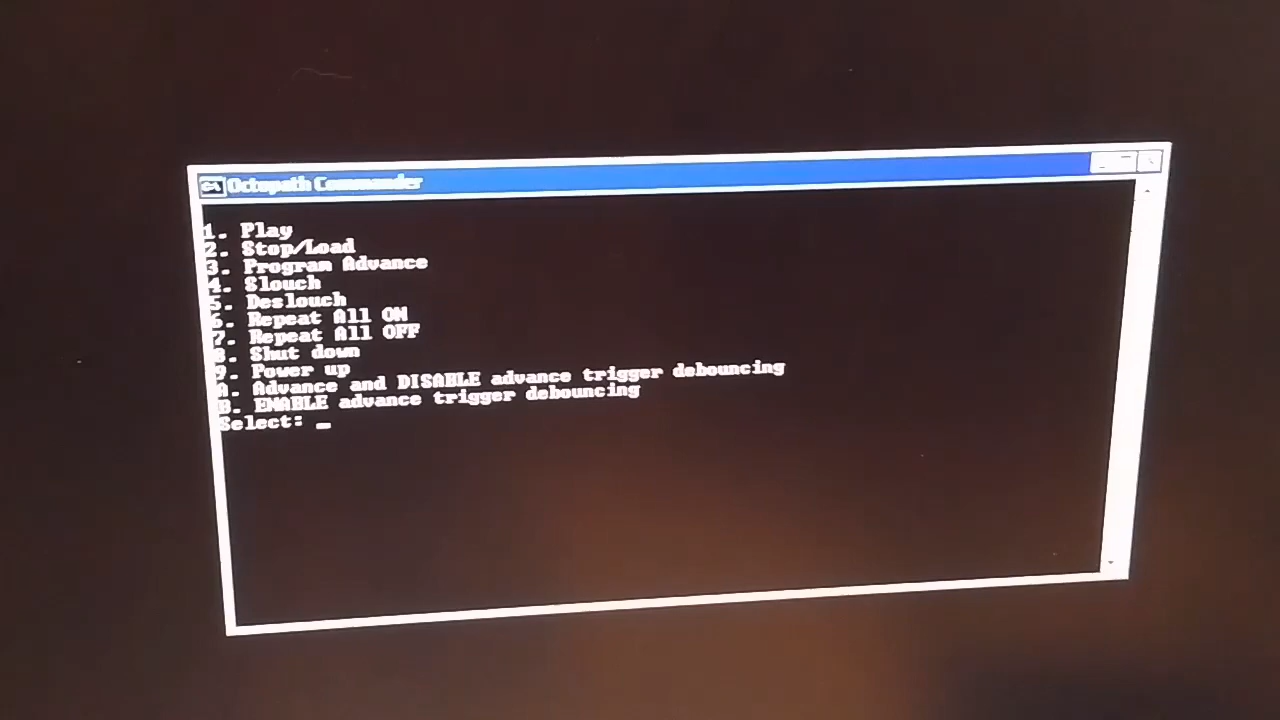 Octopath Commander
1. Play
2. Stop/Load
3. Program Advance
4. Slouch
5. Deslouch
6. Repeat All ON
7. Repeat All OFF
8. Shut down
9. Power up
A. Advance and DISABLE advance trigger debouncing
B. ENABLE advance trigger debouncing
Select: _